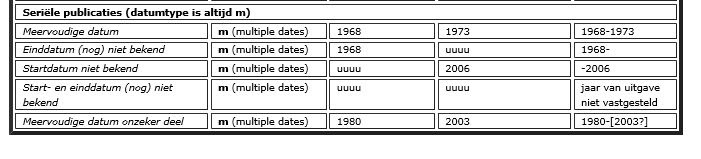 Seriële publicaties (datumtype is altijd m)
Meervoudige datum m (multiple dates) 1968 1973 1968-1973
Einddatum (nog) niet bekend m (multiple dates) 1968 uuuu 1968-
Startdatum niet bekend m (multiple dates) uuuu 2006 -2006
Start- en einddatum (nog) niet bekend m (multiple dates) uuuu uuuu jaar van uitgave niet vastgesteld
Meervoudige datum onzeker deel m (multiple dates) 1980 2003 1980-[2003?]